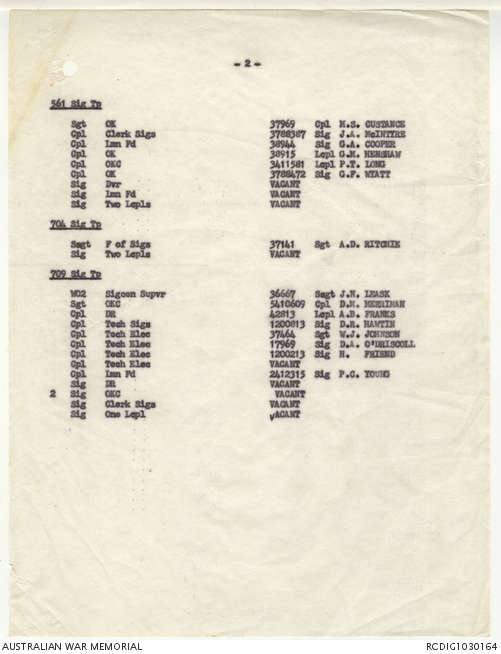 - 2 -
561 Sig Tp
Sgt OK 37969 Cpl M.S. CUSTANCE
Cpl Clerk Sigs 3788387 Sig J.A. McINTYRE
Cpl Lmn Fd 38944 Sig G.A. COOPER
Cpl OK 38915 Lcpl G.M. HENSHAW
Cpl OKC 3411581 Lcpl P.T. LONG
Cpl OK 3788472 Sig G.F. WYATT
Sig Dvr VACANT
Sig Lmn Fd VACANT
Sig Two Lcpls VACANT
704 Sig Tp
Ssgt F of Sigs 37141 Sgt A.D. RITCHIE
Sig Two Lcpls VACANT
709 Sig Tp
WO2 Sigcen Supvr 36667 Ssgt J.N. LEASK
Sgt OKC 5410609 Cpl D.M. MERRIMAN
Cpl DR 42813 Lcpl A.B. FRANKS
Cpl Tech Sigs 1200813 Sig D.R. HAWTIN
Cpl Tech Elec 37464 Sgt W.J. JOHNSON
Cpl Tech Elec 17969 Sig D.A. O'DRISCOLL
Cpl Tech Elec 1200213 Sig H. FRIEND
Cpl Tech Elec VACANT
Cpl Lmn Fd 2412315 Sig P.C. YOUNG
Sig DR VACANT
2 Sig OKC VACANT
Sig Clerk Sigs VACANT
Sig One Lcpl VACANT
AUSTRALIAN WAR MEMORIAL RCDIG1030164